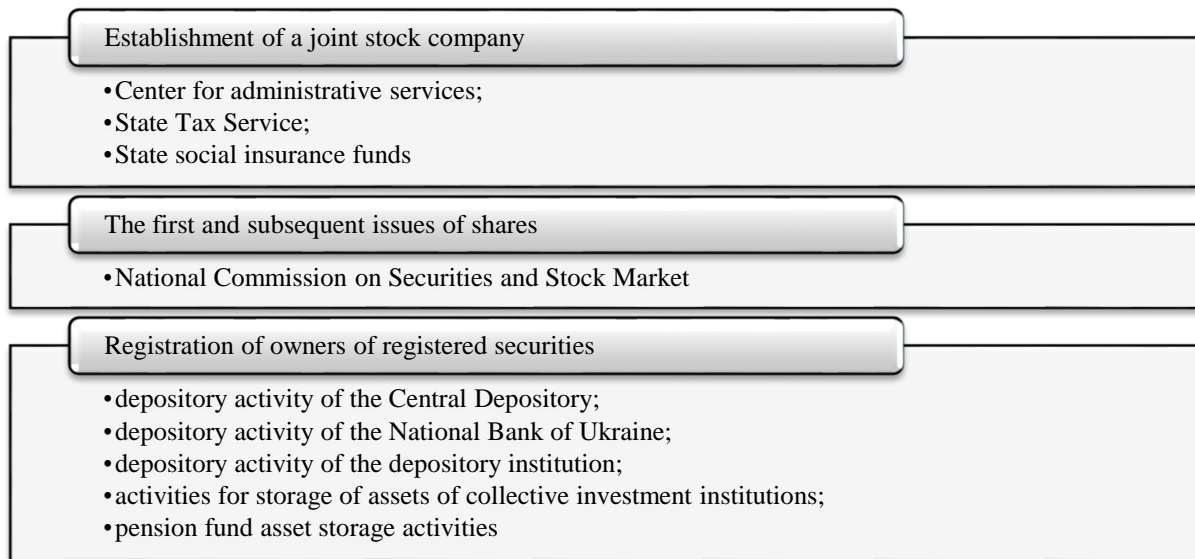 Establishment of a joint stock company
•Center for administrative services;
•State Tax Service;
•State social insurance funds
The first and subsequent issues of shares
•National Commission on Securities and Stock Market
Registration of owners of registered securities
•depository activity of the Central Depository;
•depository activity of the National Bank of Ukraine;
•depository activity of the depository institution;
•activities for storage of assets of collective investment institutions;
•pension fund asset storage activities